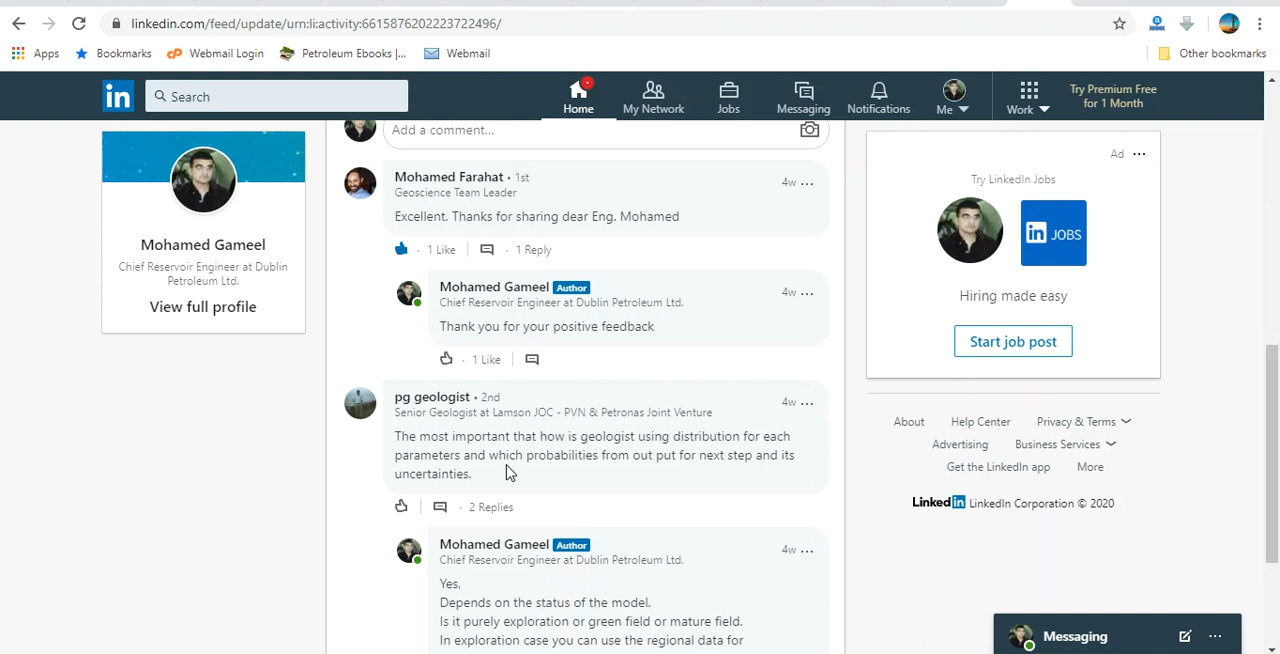 linkedin.com/feed/update/urn:li:activity:6615876202223722496/
Apps
Bookmarks
Webmail Login
Petroleum Ebooks |...
Webmail
Other bookmarks
in
Search
Home
My Network
Jobs
Messaging
Notifications
Me
Work
Try Premium Free
for 1 Month
Mohamed Gameel
Chief Reservoir Engineer at Dublin
Petroleum Ltd.
View full profile
Add a comment...
Mohamed Farahat • 1st
4w ...
Geoscience Team Leader
Excellent. Thanks for sharing dear Eng. Mohamed
· 1 Like
· 1 Reply
Mohamed Gameel Author
4w ...
Chief Reservoir Engineer at Dublin Petroleum Ltd.
Thank you for your positive feedback
· 1 Like
pg geologist • 2nd
4w ...
Senior Geologist at Lamson JOC - PVN & Petronas Joint Venture
The most important that how is geologist using distribution for each
parameters and which probabilities from out put for next step and its
uncertainties.
· 2 Replies
Mohamed Gameel Author
4w ...
Chief Reservoir Engineer at Dublin Petroleum Ltd.
Yes,
Depends on the status of the model.
Is it purely exploration or green field or mature field.
In exploration case you can use the regional data for
Ad ...
Try LinkedIn Jobs
in JOBS
Hiring made easy
Start job post
About
Help Center
Privacy & Terms
Advertising
Business Services
Get the LinkedIn app
More
Linked in LinkedIn Corporation © 2020
Messaging